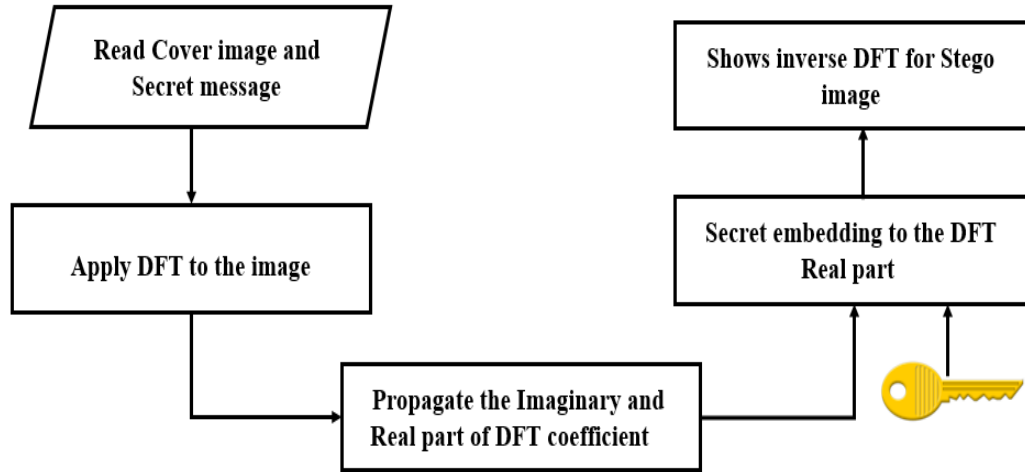 Read Cover image and
Secret message
Apply DFT to the image
Propagate the Imaginary and
Real part of DFT coefficient
Secret embedding to the DFT
Real part
Shows inverse DFT for Stego
image